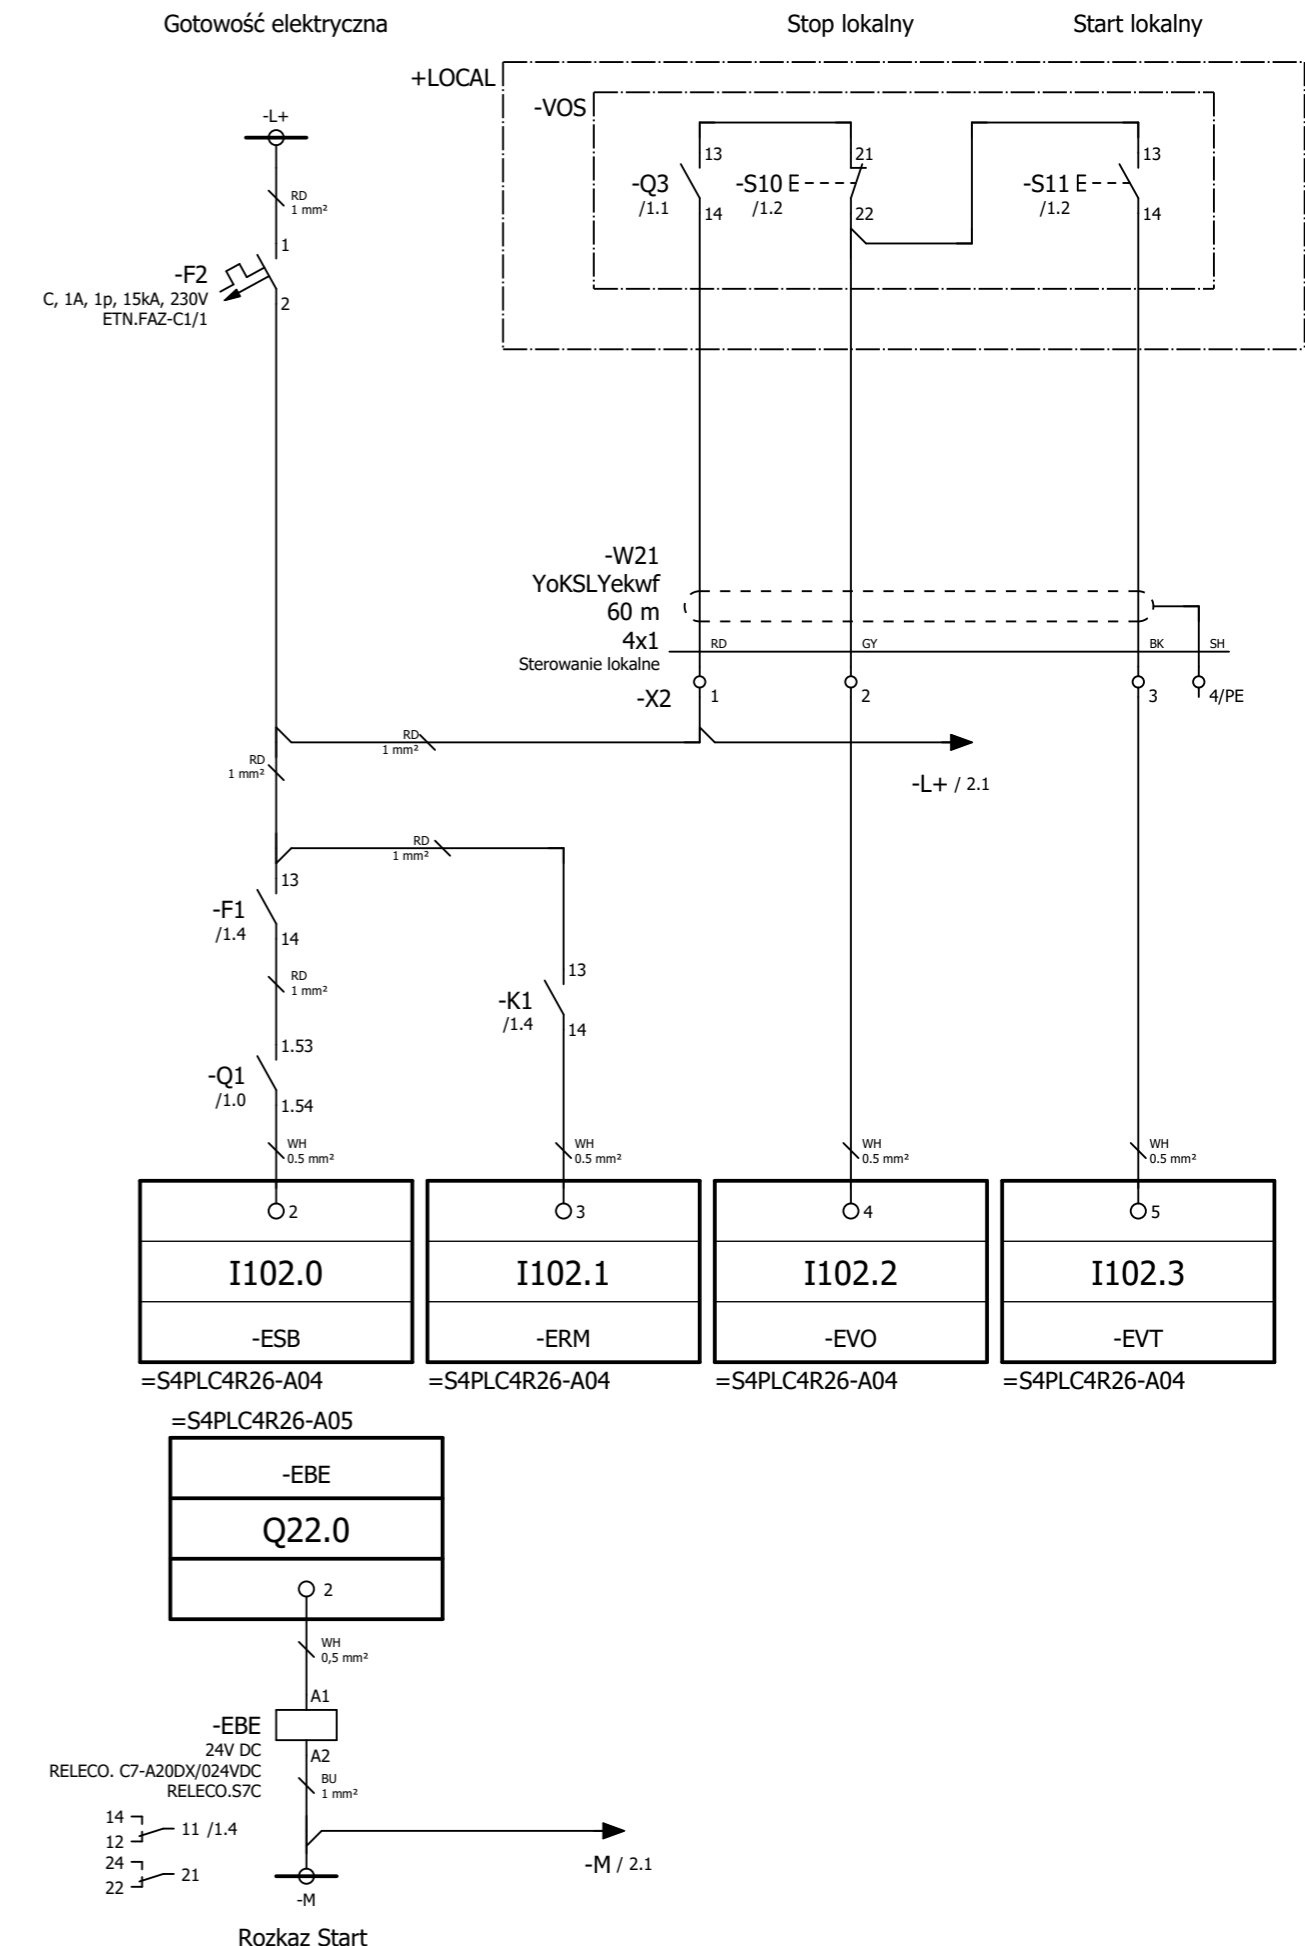 Gotowość elektryczna
Stop lokalny
Start lokalny
+LOCAL
-VOS
-L+
RD
1 mm²
1
-F2
C, 1A, 1p, 15kA, 230V
ETN.FAZ-C1/1
2
13
-Q3
/1.1
14
21
-S10
/1.2
22
13
-S11
/1.2
14
-W21
YoKSLYekwf
60 m
4x1
Sterowanie lokalne
RD
GY
BK
SH
-X2
1
2
3
4/PE
RD
1 mm²
-L+ / 2.1
RD
1 mm²
RD
1 mm²
13
-F1
/1.4
14
RD
1 mm²
13
-K1
/1.4
14
1.53
-Q1
/1.0
1.54
WH
0.5 mm²
WH
0.5 mm²
WH
0.5 mm²
WH
0.5 mm²
2
3
4
5
I102.0
I102.1
I102.2
I102.3
-ESB
-ERM
-EVO
-EVT
=S4PLC4R26-A04
=S4PLC4R26-A04
=S4PLC4R26-A04
=S4PLC4R26-A04
=S4PLC4R26-A05
-EBE
Q22.0
2
WH
0,5 mm²
A1
-EBE
24V DC
RELECO. C7-A20DX/024VDC
RELECO.S7C
A2
BU
1 mm²
14
12
11 /1.4
24
22
21
-M / 2.1
-M
Rozkaz Start